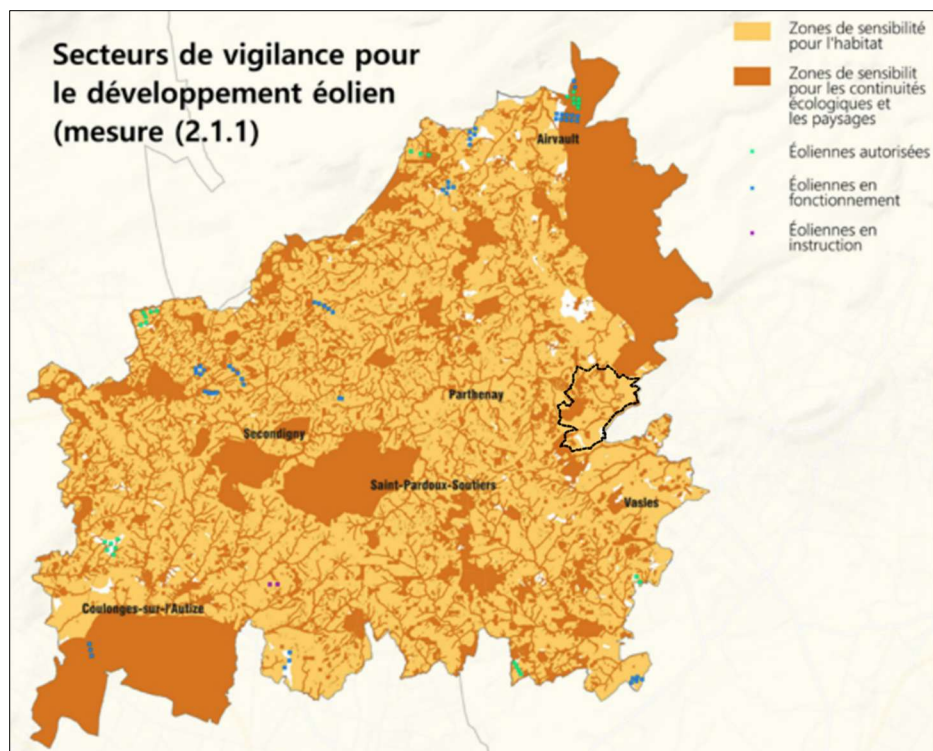 Secteurs de vigilance pour
le développement éolien
(mesure (2.1.1)
Zones de sensibilité
pour l'habitat
Zones de sensibilit
pour les continuités
écologiques et
les paysages
Éoliennes autorisées
Éoliennes en
fonctionnement
Éoliennes en
instruction
Airvault
Parthenay
Secondigny
Saint-Pardoux-Soutiers
Vasles
Coulonges-sur-l'Autize